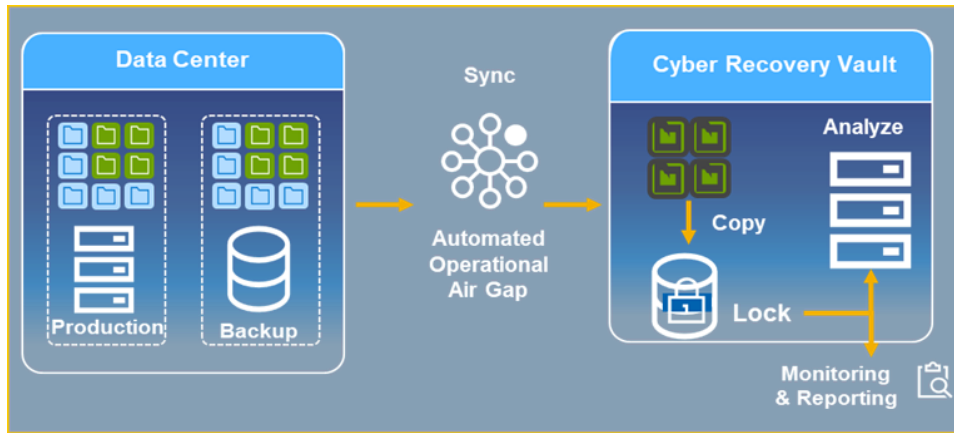 Data Center
Production
Backup
Sync
Automated
Operational
Air Gap
Cyber Recovery Vault
Analyze
Copy
Lock
Monitoring
& Reporting